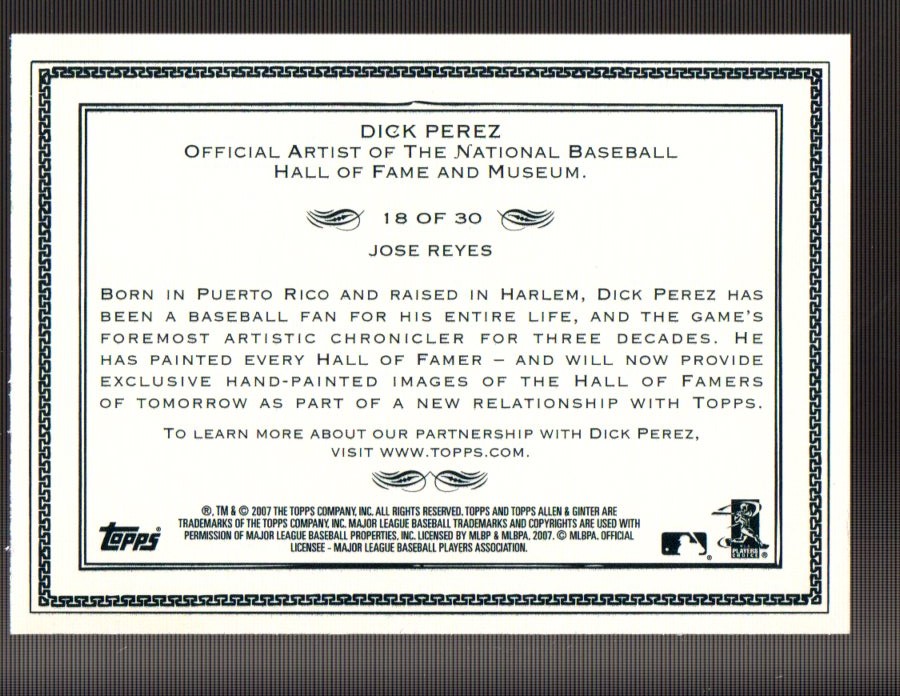 DICK PEREZ
OFFICIAL ARTIST OF THE NATIONAL BASEBALL
HALL OF FAME AND MUSEUM.
18 OF 30
JOSE REYES
BORN IN PUERTO RICO AND RAISED IN HARLEM, DICK PEREZ HAS
BEEN A BASEBALL FAN FOR HIS ENTIRE LIFE, AND THE GAME'S
FOREMOST ARTISTIC CHRONICLER FOR THREE DECADES. HE
HAS PAINTED EVERY HALL OF FAMER – AND WILL NOW PROVIDE
EXCLUSIVE HAND-PAINTED IMAGES OF THE HALL OF FAMERS
OF TOMORROW AS PART OF A NEW RELATIONSHIP WITH TOPPS.
TO LEARN MORE ABOUT OUR PARTNERSHIP WITH DICK PEREZ,
VISIT WWW.TOPPS.COM.
®, TM & © 2007 THE TOPPS COMPANY, INC. ALL RIGHTS RESERVED. TOPPS AND TOPPS ALLEN & GINTER ARE
TRADEMARKS OF THE TOPPS COMPANY, INC. MAJOR LEAGUE BASEBALL TRADEMARKS AND COPYRIGHTS ARE USED WITH
PERMISSION OF MAJOR LEAGUE BASEBALL PROPERTIES, INC. LICENSED BY MLBP & MLBPA, 2007. © MLBPA. OFFICIAL
LICENSEE - MAJOR LEAGUE BASEBALL PLAYERS ASSOCIATION.
Topps®
®
PLAYERS
CHOICE ®